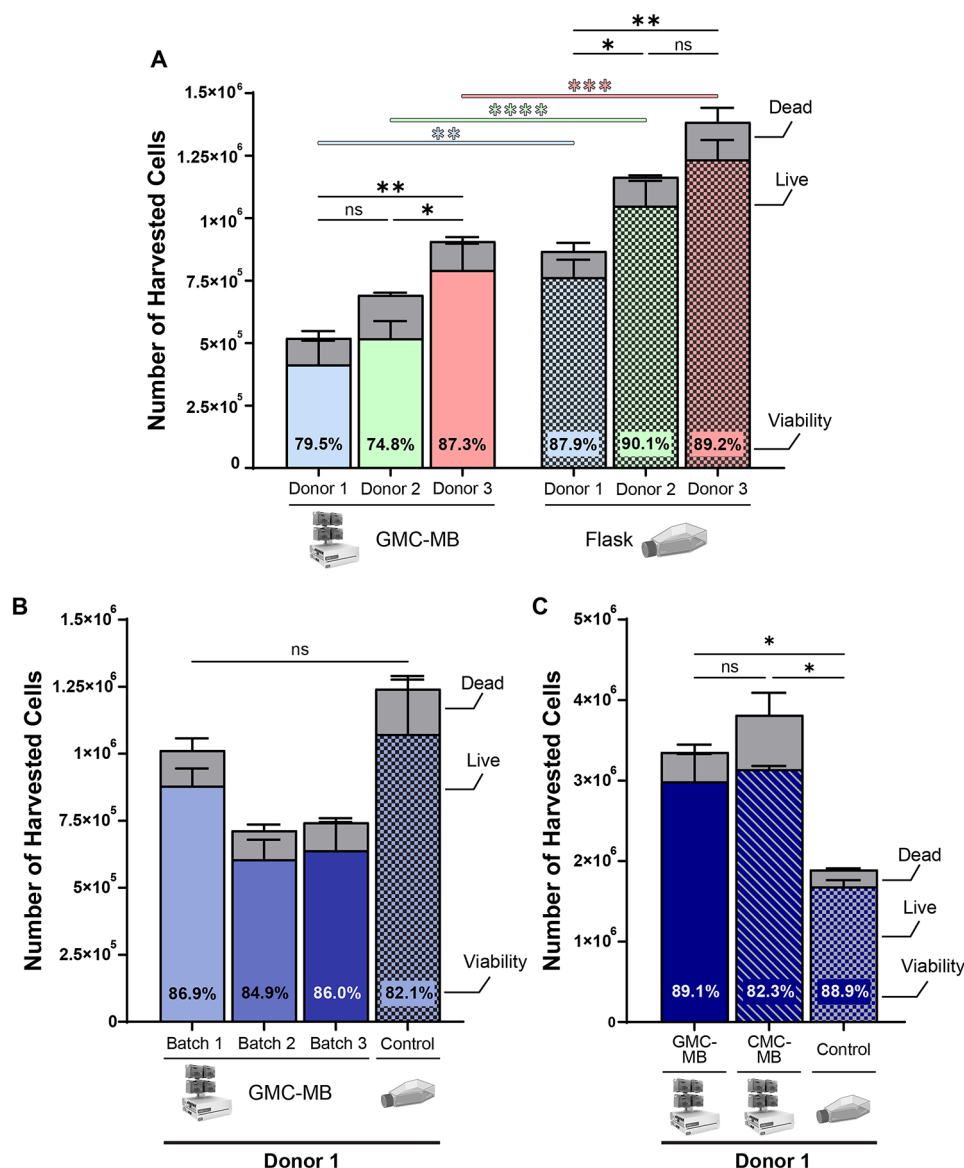 A
Number of Harvested Cells
1.5×10⁶
1.25×10⁶
1×10⁶
7.5×10⁵
5×10⁵
2.5×10⁵
0
** 
* ns
***
****
**
**
ns *
Dead
Live
Viability
79.5% 74.8% 87.3% 87.9% 90.1% 89.2%
Donor 1 Donor 2 Donor 3 Donor 1 Donor 2 Donor 3
GMC-MB Flask
B
Number of Harvested Cells
1.5×10⁶
1.25×10⁶
1×10⁶
7.5×10⁵
5×10⁵
2.5×10⁵
0
ns
Dead
Live
Viability
86.9% 84.9% 86.0% 82.1%
Batch 1 Batch 2 Batch 3 Control
GMC-MB
Donor 1
C
Number of Harvested Cells
5×10⁶
4×10⁶
3×10⁶
2×10⁶
1×10⁶
0
*
ns *
Dead
Live
Viability
89.1% 82.3% 88.9%
GMC-MB CMC-MB Control
Donor 1